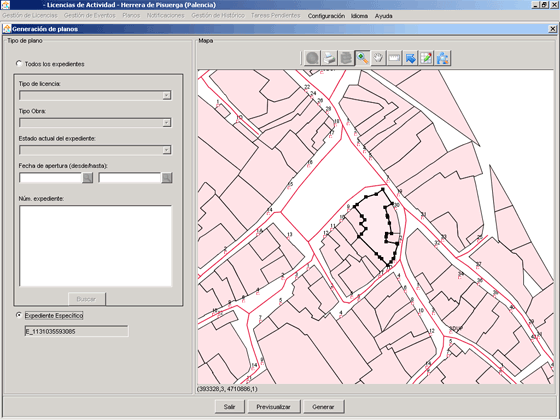 - Licencias de Actividad - Herrera de Pisuerga (Palencia)
Gestión de Licencias Gestión de Eventos Planos Notificaciones Gestión de Histórico Tareas Pendientes Configuración Idioma Ayuda
Generación de planos
Tipo de plano
Todos los expedientes
Tipo de licencia:
Tipo Obra:
Estado actual del expediente:
Fecha de apertura (desde/hasta):
Núm. expediente:
Buscar
Expediente Específico
E_1131035593085
Mapa
(393328,3, 4710886,1)
Salir Previsualizar Generar